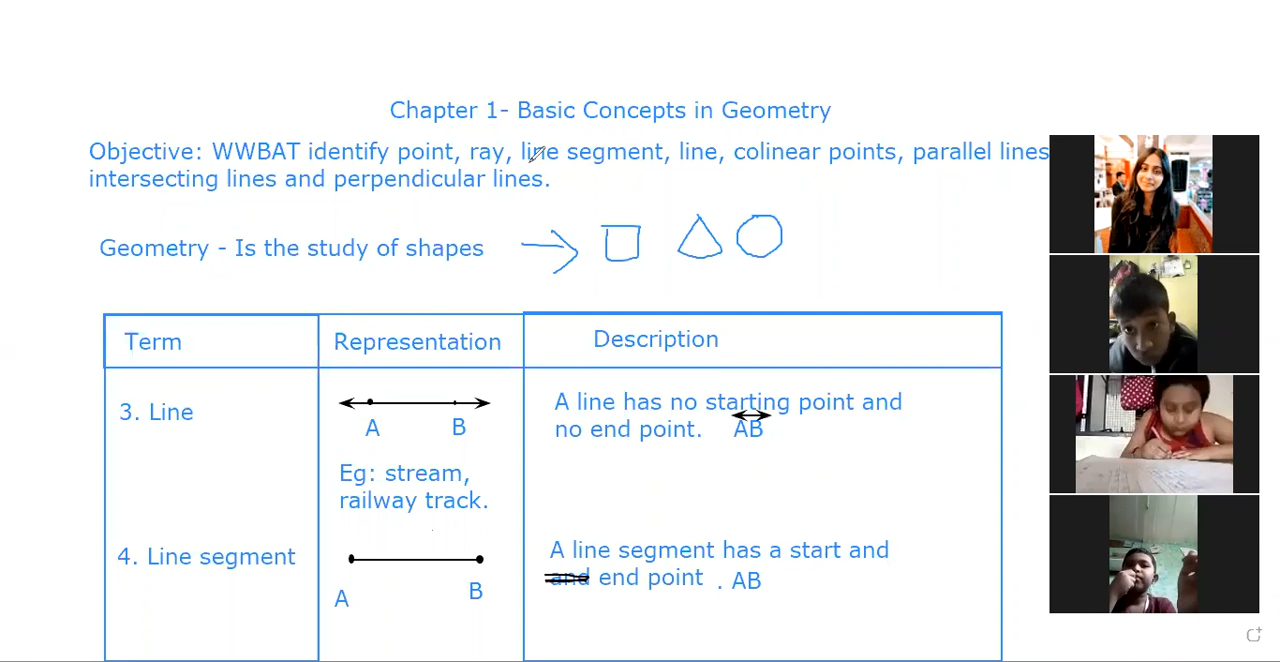 Chapter 1- Basic Concepts in Geometry
Objective: WWBAT identify point, ray, line segment, line, colinear points, parallel lines
intersecting lines and perpendicular lines.
Geometry - Is the study of shapes
Term Representation Description
3. Line
A B
Eg: stream,
railway track.
A line has no starting point and
no end point. AB
4. Line segment
A B
A line segment has a start and
and end point . AB